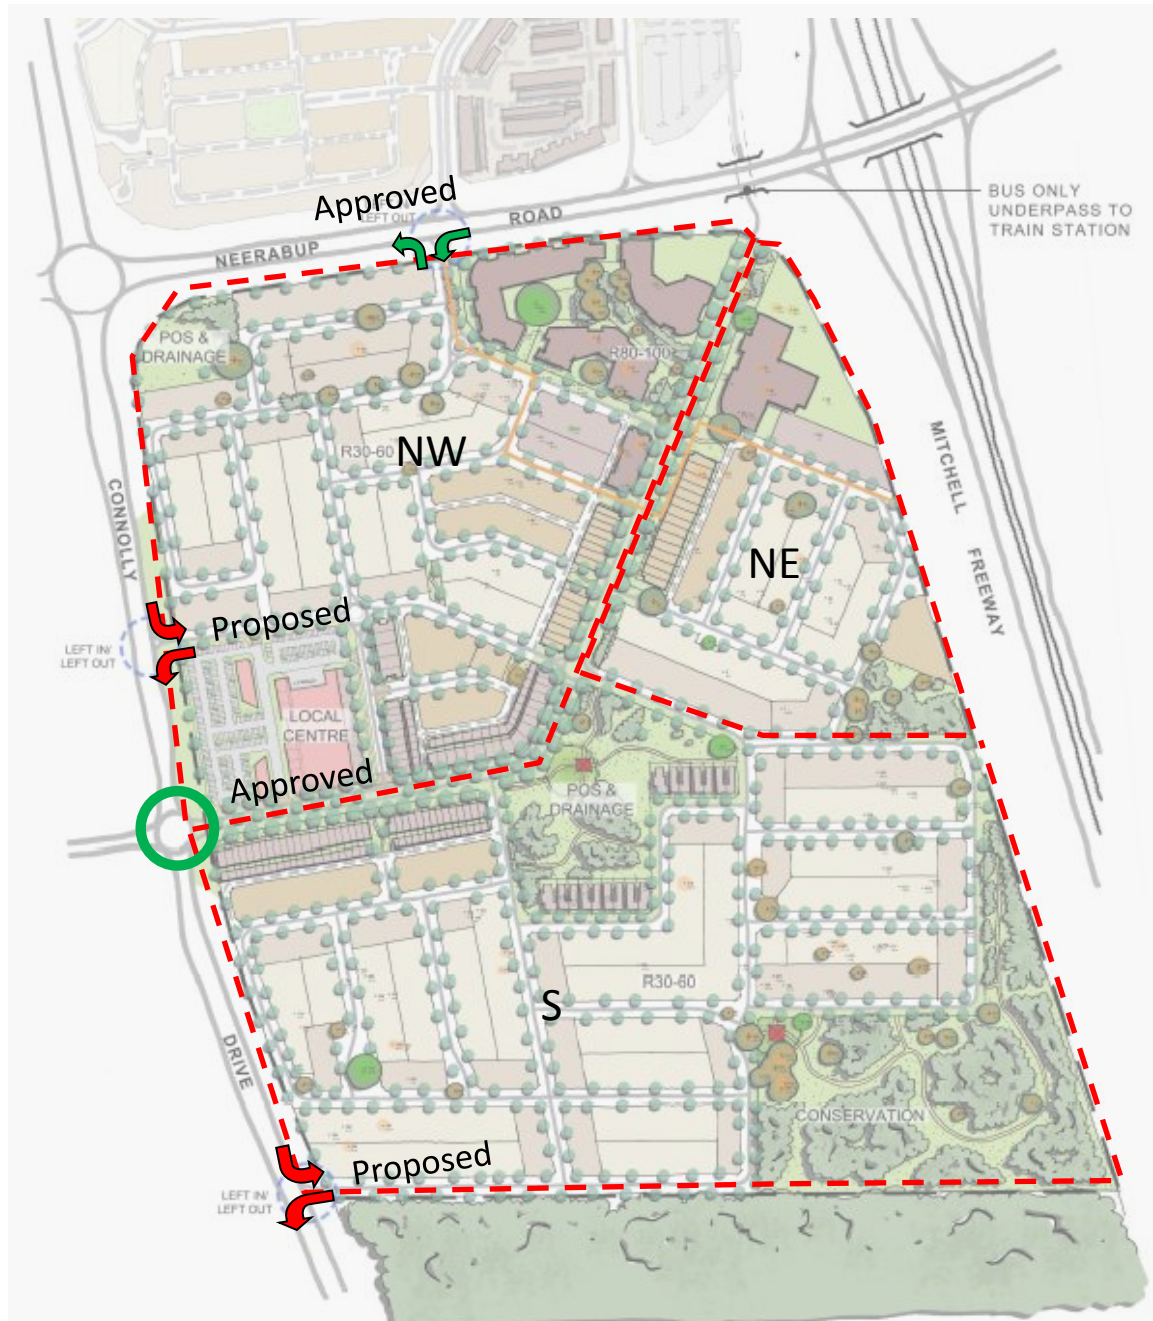 Approved
LEFT OUT
ROAD
NEERABUP
BUS ONLY
UNDERPASS TO
TRAIN STATION
POS &
DRAINAGE
R80-100
R30-60
NW
MITCHELL
FREEWAY
CONNOLLY
NE
Proposed
LEFT IN/
LEFT OUT
LOCAL
CENTRE
Approved
POS &
DRAINAGE
R30-60
S
DRIVE
CONSERVATION
Proposed
LEFT IN/
LEFT OUT